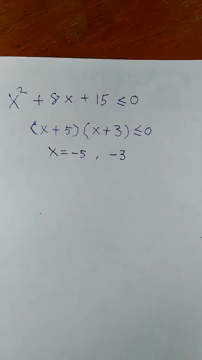 x² + 8x + 15 ≤ 0
(x + 5) (x + 3) ≤ 0
x = -5 , -3